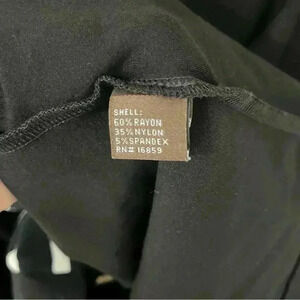 SHELL:
60% RAYON
35% NYLON
5% SPANDEX
RN# 16859